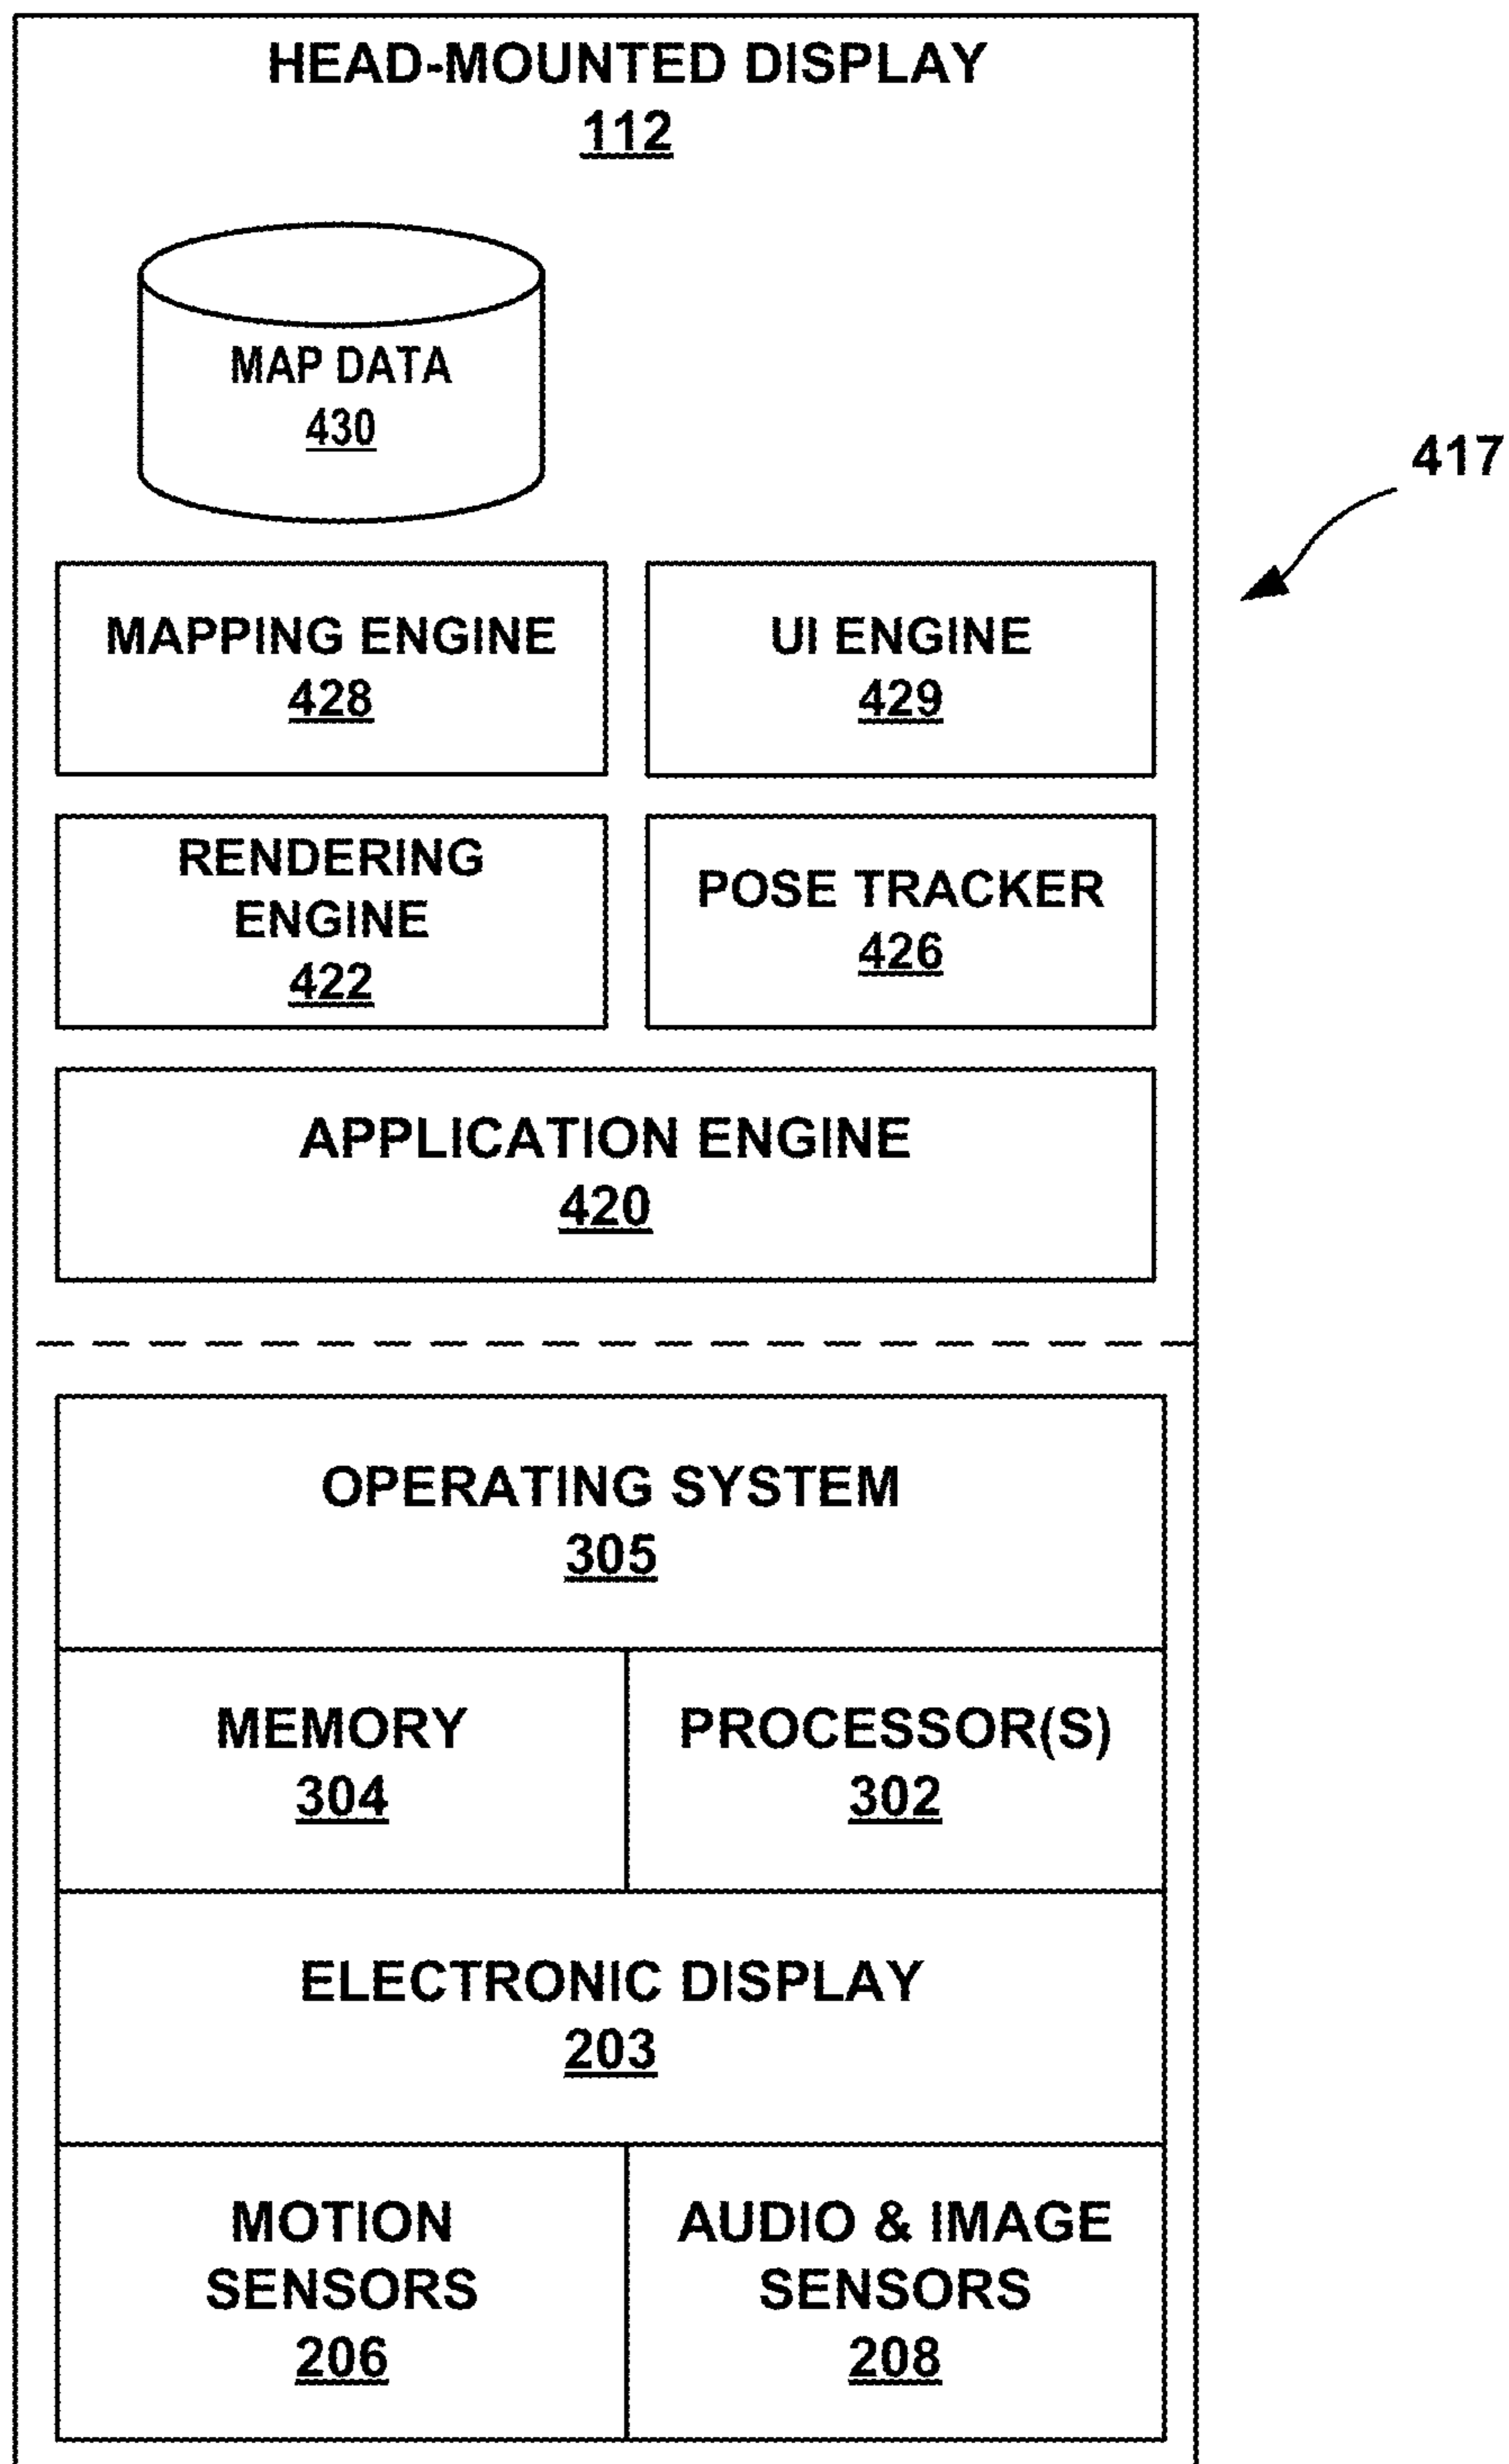 HEAD-MOUNTED DISPLAY
112
MAP DATA
430
417
MAPPING ENGINE
428
UI ENGINE
429
RENDERING
ENGINE
422
POSE TRACKER
426
APPLICATION ENGINE
420
OPERATING SYSTEM
305
MEMORY
304
PROCESSOR(S)
302
ELECTRONIC DISPLAY
203
MOTION
SENSORS
206
AUDIO & IMAGE
SENSORS
208